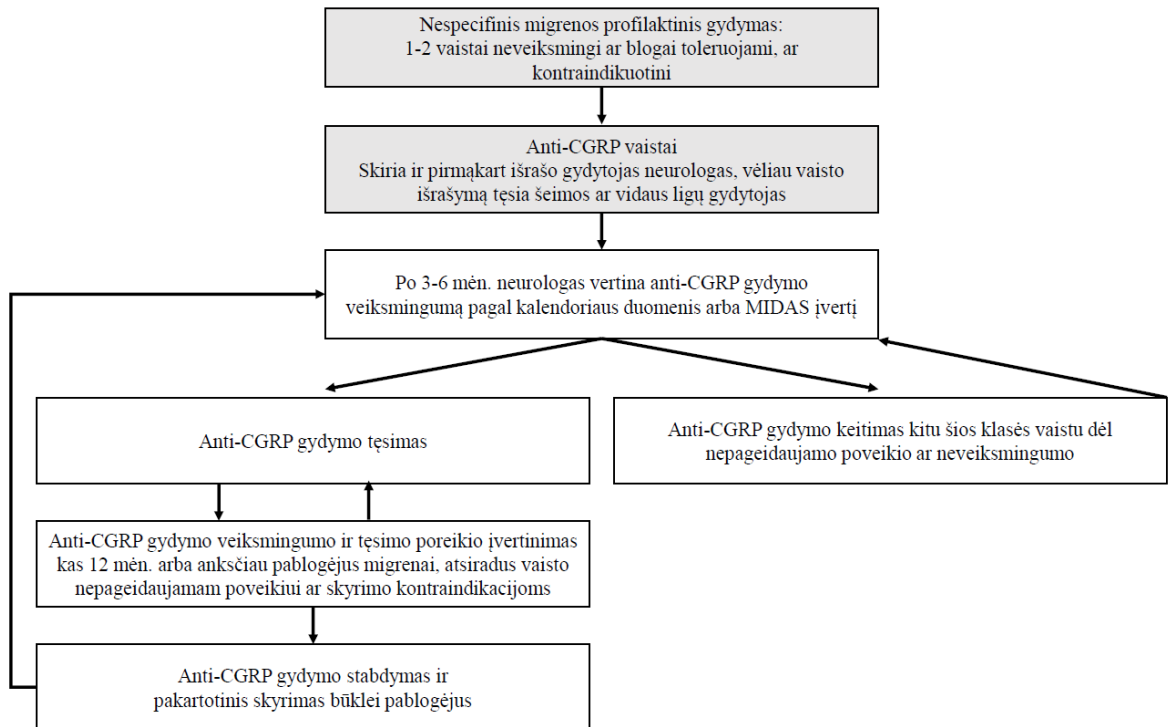 Nespecifinis migrenos profilaktinis gydymas:
1-2 vaistai neveiksmingi ar blogai toleruojami, ar
kontraindikuotini
Anti-CGRP vaistai
Skiria ir pirmąkart išrašo gydytojas neurologas, vėliau vaisto
išrašymą tęsia šeimos ar vidaus ligų gydytojas
Po 3-6 mėn. neurologas vertina anti-CGRP gydymo
veiksmingumą pagal kalendoriaus duomenis arba MIDAS įvertį
Anti-CGRP gydymo tęsimas
Anti-CGRP gydymo keitimas kitu šios klasės vaistu dėl
nepageidaujamo poveikio ar neveiksmingumo
Anti-CGRP gydymo veiksmingumo ir tęsimo poreikio įvertinimas
kas 12 mėn. arba anksčiau pablogėjus migrenai, atsiradus vaisto
nepageidaujamam poveikiui ar skyrimo kontraindikacijoms
Anti-CGRP gydymo stabdymas ir
pakartotinis skyrimas būklei pablogėjus